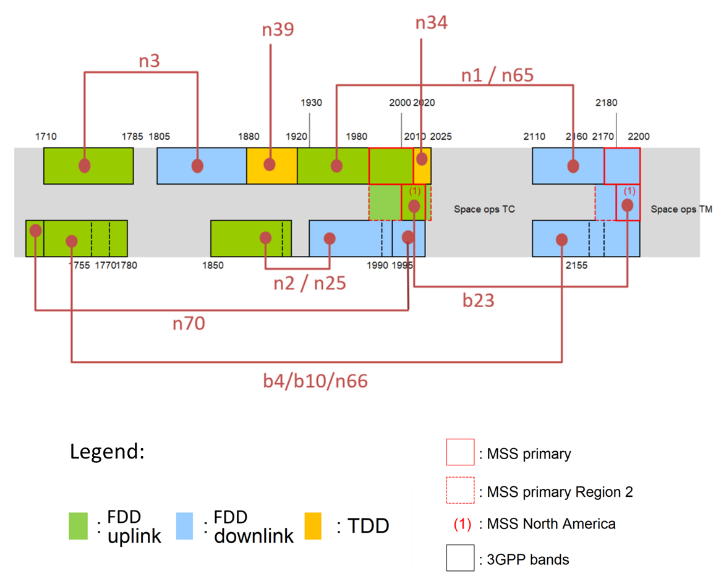 n34
n39
n3
n1 / n65
1930
2000
2020
2180
1710
1785
1805
1880
1920
1980
2010
2025
2110
2160
2170
2200
(1)
(1)
Space ops TC
Space ops TM
1755
1770
1780
1850
1990
1995
2155
n2 / n25
b23
n70
b4/b10/n66
Legend:
: FDD uplink
: FDD downlink
: TDD
: MSS primary
: MSS primary Region 2
(1) : MSS North America
: 3GPP bands